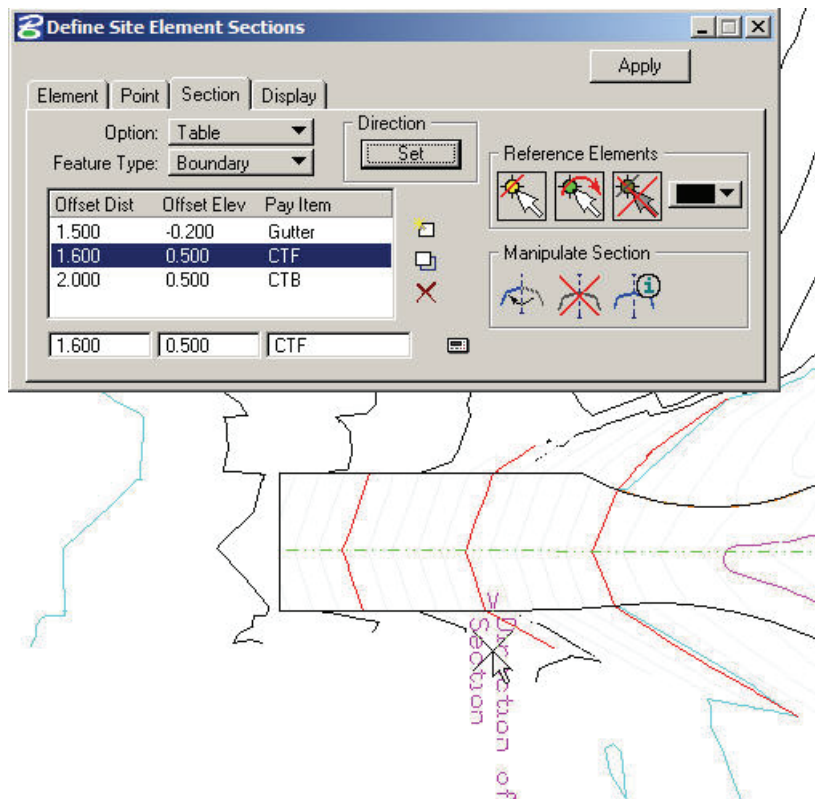 Define Site Element Sections
Apply
Element Point Section Display
Option: Table
Direction
Set
Feature Type: Boundary
Reference Elements
Offset Dist Offset Elev Pay Item
1.500 -0.200 Gutter
1.600 0.500 CTF
2.000 0.500 CTB
Manipulate Section
1.600 0.500 CTF
> Direction of
Section